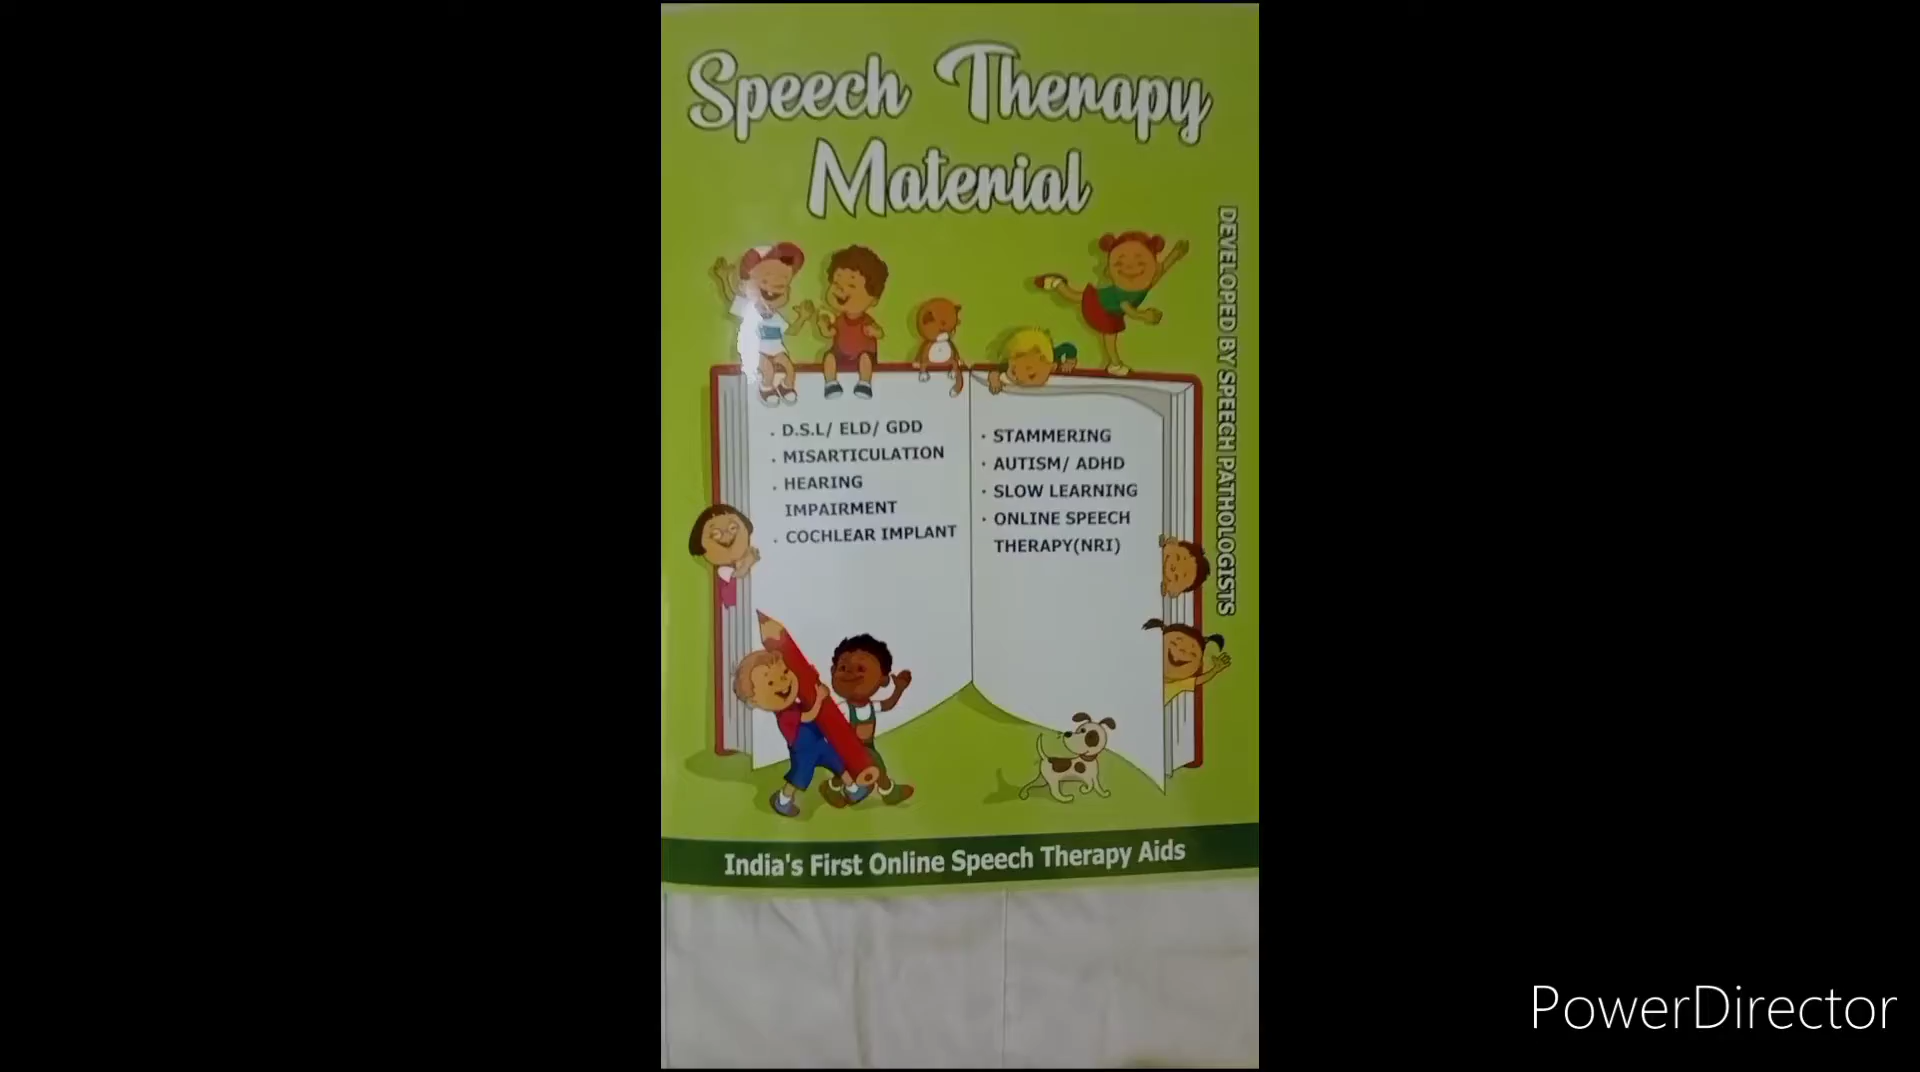 Speech Therapy
Material
DEVELOPED BY SPEECH PATHOLOGISTS
. D.S.L/ ELD/ GDD
. MISARTICULATION
. HEARING
IMPAIRMENT
. COCHLEAR IMPLANT
· STAMMERING
· AUTISM/ ADHD
· SLOW LEARNING
· ONLINE SPEECH
THERAPY(NRI)
India's First Online Speech Therapy Aids
PowerDirector